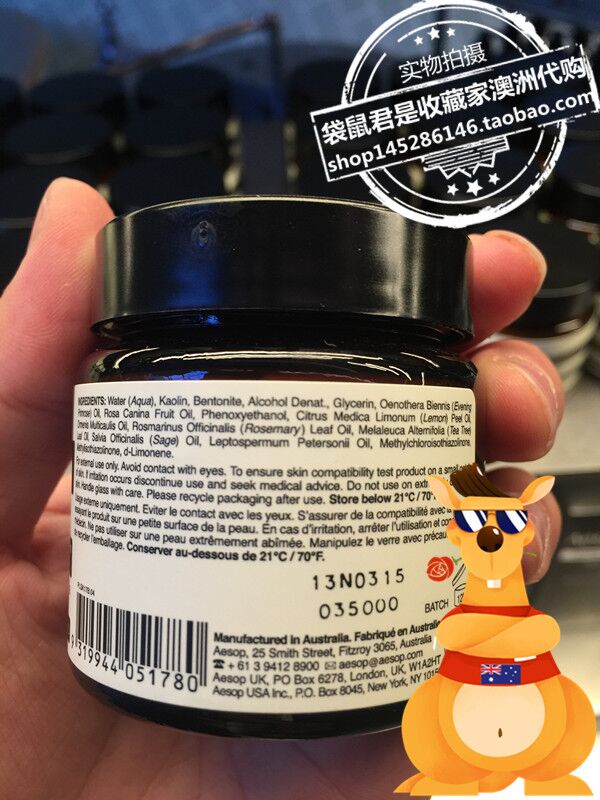 实物拍摄
袋鼠君是收藏家澳洲代购
shop145286146.taobao.com
INGREDIENTS: Water (Aqua), Kaolin, Bentonite, Alcohol Denat., Glycerin, Oenothera Biennis (Evening
Primrose) Oil, Rosa Canina Fruit Oil, Phenoxyethanol, Citrus Medica Limonum (Lemon) Peel Oil,
Ormenis Multicaulis Oil, Rosmarinus Officinalis (Rosemary) Leaf Oil, Melaleuca Alternifolia (Tea Tree)
Leaf Oil, Salvia Officinalis (Sage) Oil, Leptospermum Petersonii Oil, Methylchloroisothiazolinone,
Methylisothiazolinone, d-Limonene.
For external use only. Avoid contact with eyes. To ensure skin compatibility test product on a small
of skin. If irritation occurs discontinue use and seek medical advice. Do not use on
skin. Handle glass with care. Please recycle packaging after use. Store below 21°C / 70°
Usage externe uniquement. Eviter le contact avec les yeux. S'assurer de la compatibilité avec
essayant le produit sur une petite surface de la peau. En cas d'irritation, arrêter l'utilisation et
médecin. Ne pas utiliser sur une peau extrêmement abîmée. Manipulez le verre avec
recycler l'emballage. Conserver au-dessous de 21°C / 70°F.
13N0315
035000
BATCH
12
9 319944 051780
Manufactured in Australia. Fabriqué en Australie
Aesop, 25 Smith Street, Fitzroy 3065, Australia
+ 61 3 9412 8900 aesop@aesop.com
Aesop UK, PO Box 6278, London, UK, W1A2HT
Aesop USA Inc., P.O. Box 8045, New York, NY